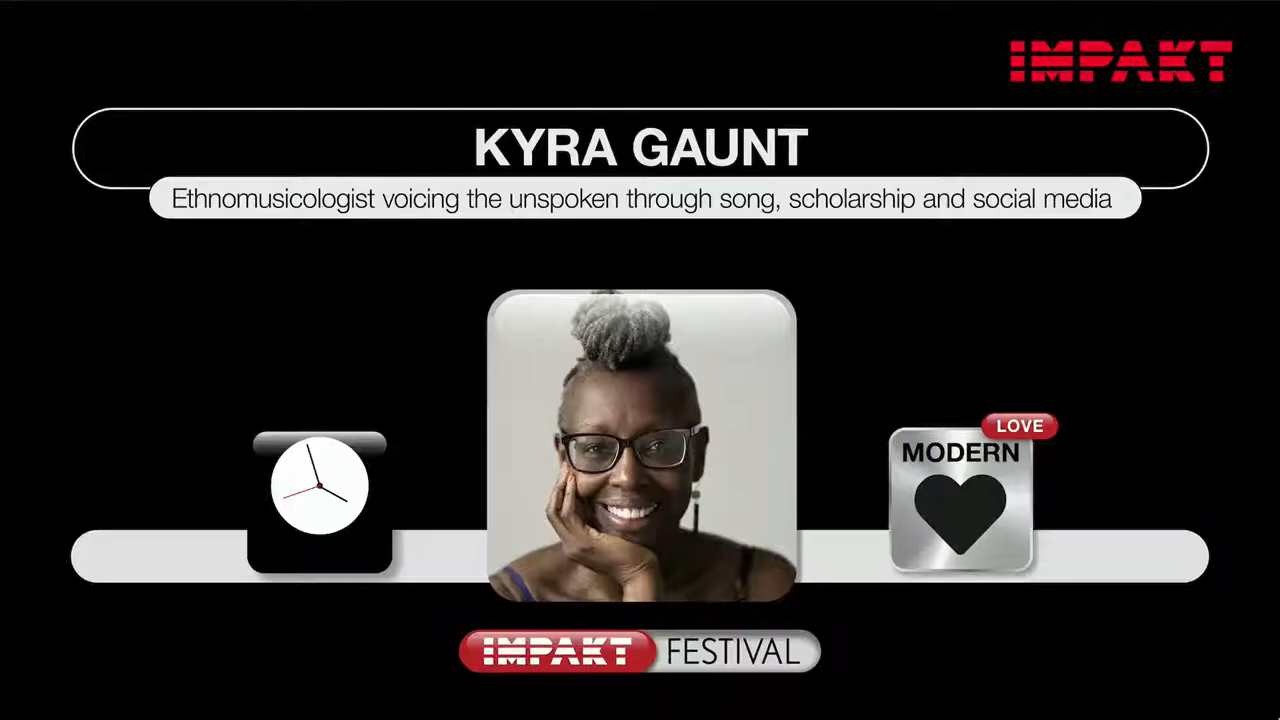 IMPAKT
KYRA GAUNT
Ethnomusicologist voicing the unspoken through song, scholarship and social media
LOVE
MODERN
IMPAKT FESTIVAL